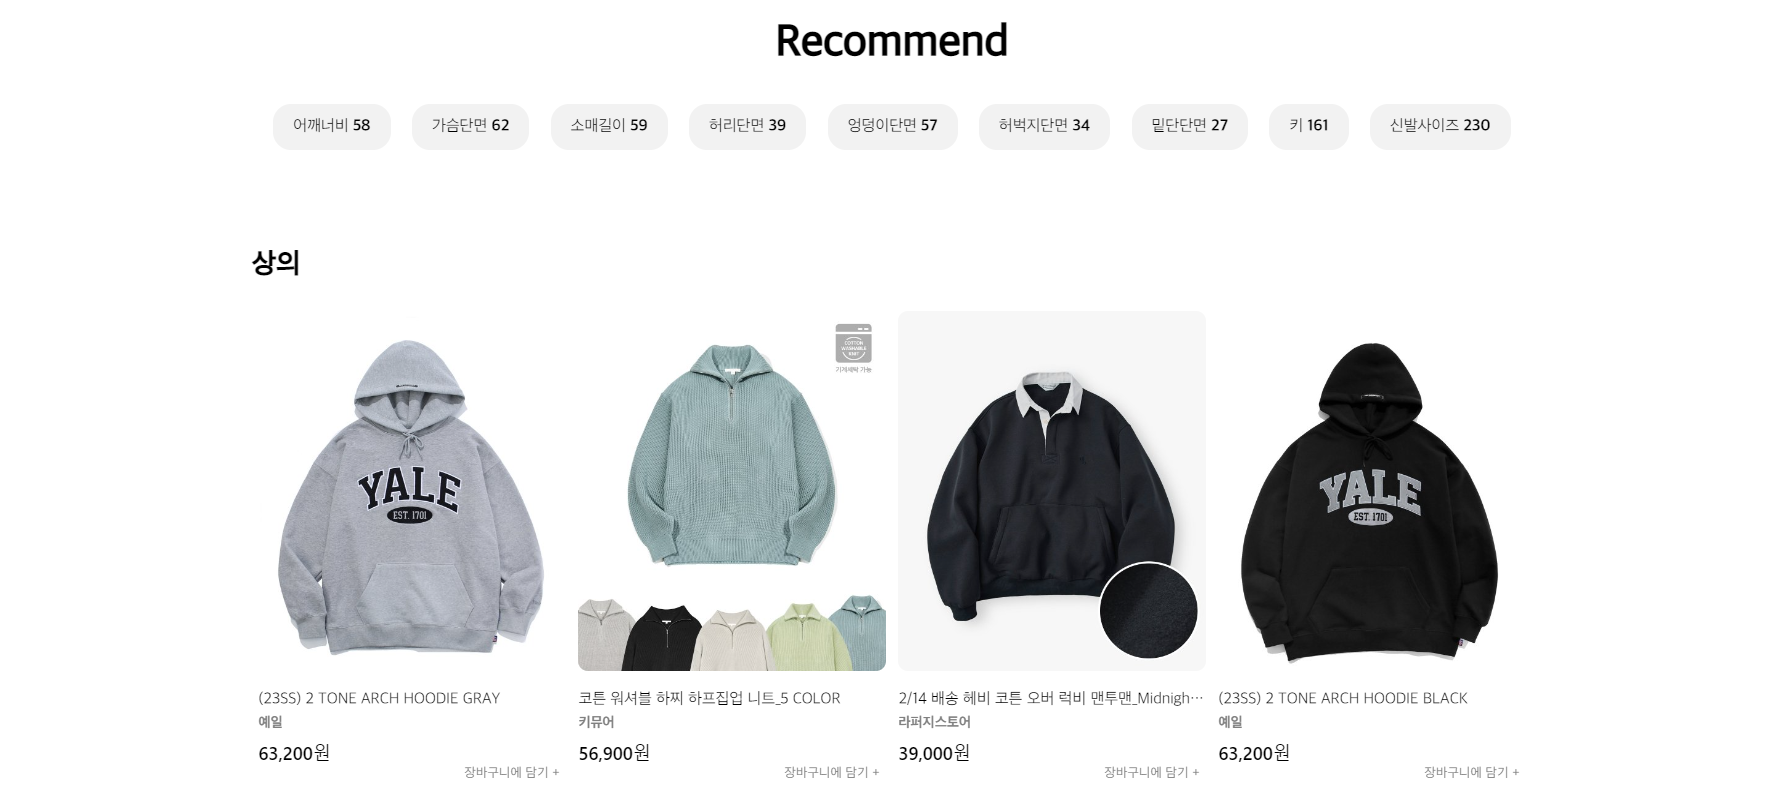 Recommend
어깨너비 58 가슴단면 62 소매길이 59 허리단면 39 엉덩이단면 57 허벅지단면 34 밑단단면 27 키 161 신발사이즈 230
상의
COTTON
WASHABLE
KNIT
기계세탁 가능
YALE
EST. 1701
YALE
EST. 1701
(23SS) 2 TONE ARCH HOODIE GRAY
예일
63,200원
장바구니에 담기 +
코튼 워셔블 하찌 하프집업 니트_5 COLOR
키뮤어
56,900원
장바구니에 담기 +
2/14 배송 헤비 코튼 오버 럭비 맨투맨_Midnigh…
라퍼지스토어
39,000원
장바구니에 담기 +
(23SS) 2 TONE ARCH HOODIE BLACK
예일
63,200원
장바구니에 담기 +